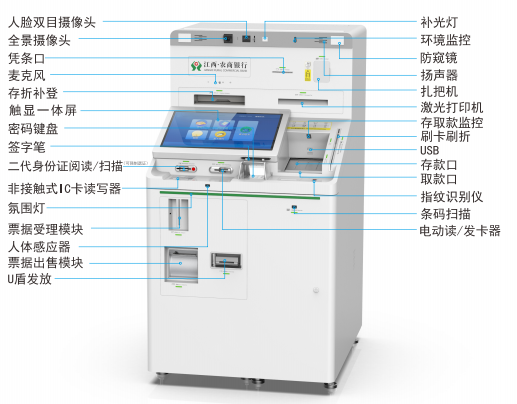 人脸双目摄像头
全景摄像头
凭条口
麦克风
存折补登
触显一体屏
密码键盘
签字笔
二代身份证阅读/扫描
非接触式IC卡读写器
氛围灯
票据受理模块
人体感应器
票据出售模块
U盾发放
江西·农商银行
补光灯
环境监控
防窥镜
扬声器
扎把机
激光打印机
存取款监控
刷卡刷折
USB
存款口
取款口
指纹识别仪
条码扫描
电动读/发卡器